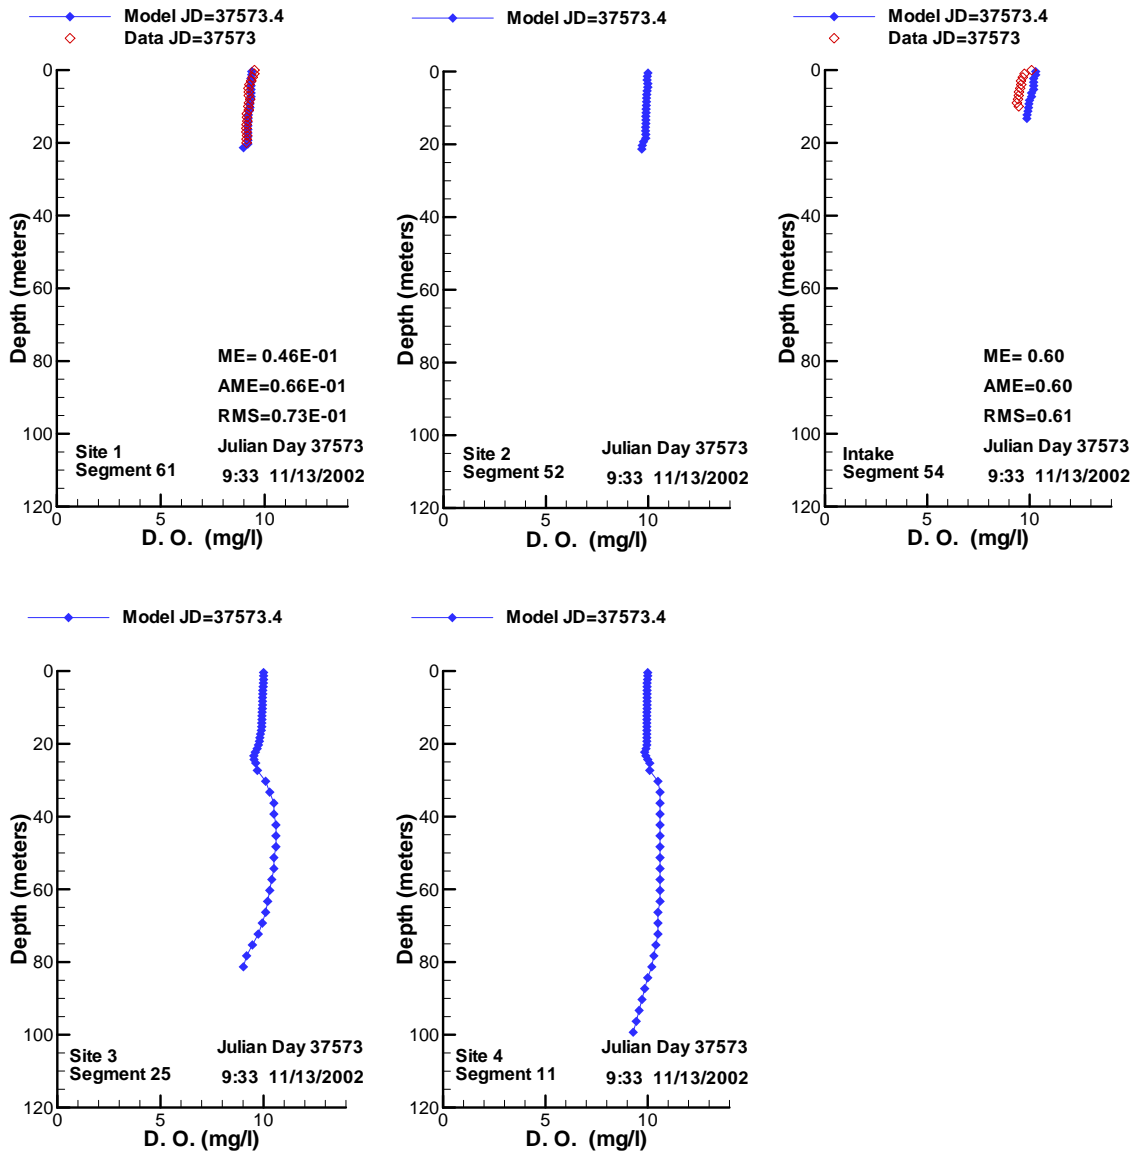 Model JD=37573.4
Data JD=37573
0
20
40
60
80
100
120
Depth (meters)
ME= 0.46E-01
AME=0.66E-01
RMS=0.73E-01
Site 1
Segment 61
Julian Day 37573
9:33 11/13/2002
0 5 10
D. O. (mg/l)
Model JD=37573.4
0
20
40
60
80
100
120
Depth (meters)
Site 2
Segment 52
Julian Day 37573
9:33 11/13/2002
0 5 10
D. O. (mg/l)
Model JD=37573.4
Data JD=37573
0
20
40
60
80
100
120
Depth (meters)
ME= 0.60
AME=0.60
RMS=0.61
Intake
Segment 54
Julian Day 37573
9:33 11/13/2002
0 5 10
D. O. (mg/l)
Model JD=37573.4
0
20
40
60
80
100
120
Depth (meters)
Site 3
Segment 25
Julian Day 37573
9:33 11/13/2002
0 5 10
D. O. (mg/l)
Model JD=37573.4
0
20
40
60
80
100
120
Depth (meters)
Site 4
Segment 11
Julian Day 37573
9:33 11/13/2002
0 5 10
D. O. (mg/l)